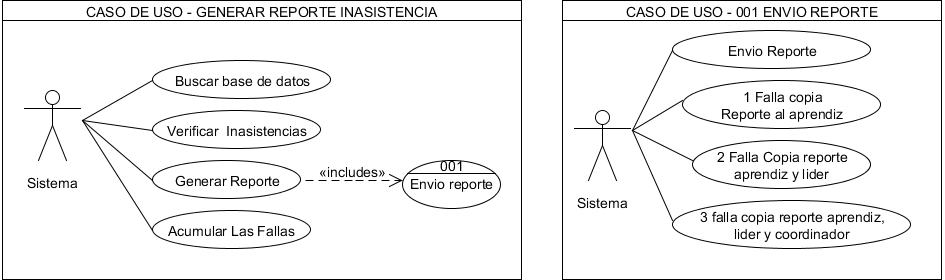 CASO DE USO - GENERAR REPORTE INASISTENCIA
Buscar base de datos
Verificar Inasistencias
Generar Reporte
«includes»
001
Envio reporte
Acumular Las Fallas
Sistema
CASO DE USO - 001 ENVIO REPORTE
Envio Reporte
1 Falla copia
Reporte al aprendiz
2 Falla Copia reporte
aprendiz y lider
3 falla copia reporte aprendiz,
lider y coordinador
Sistema